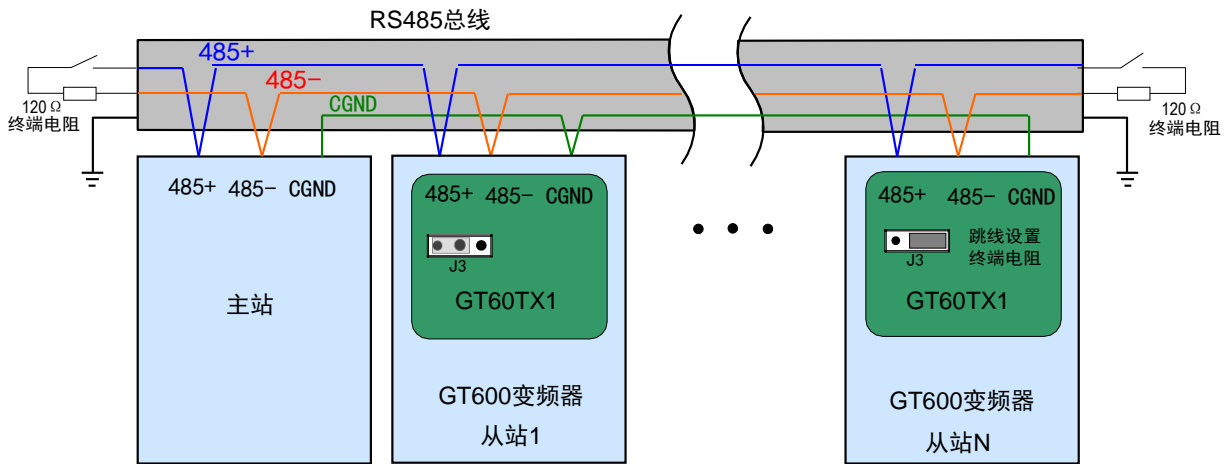 RS485总线
485+
485-
CGND
120 Ω
终端电阻
120 Ω
终端电阻
485+ 485- CGND
主站
485+ 485- CGND
J3
GT60TX1
GT600变频器
从站1
485+ 485- CGND
跳线设置
终端电阻
J3
GT60TX1
GT600变频器
从站N